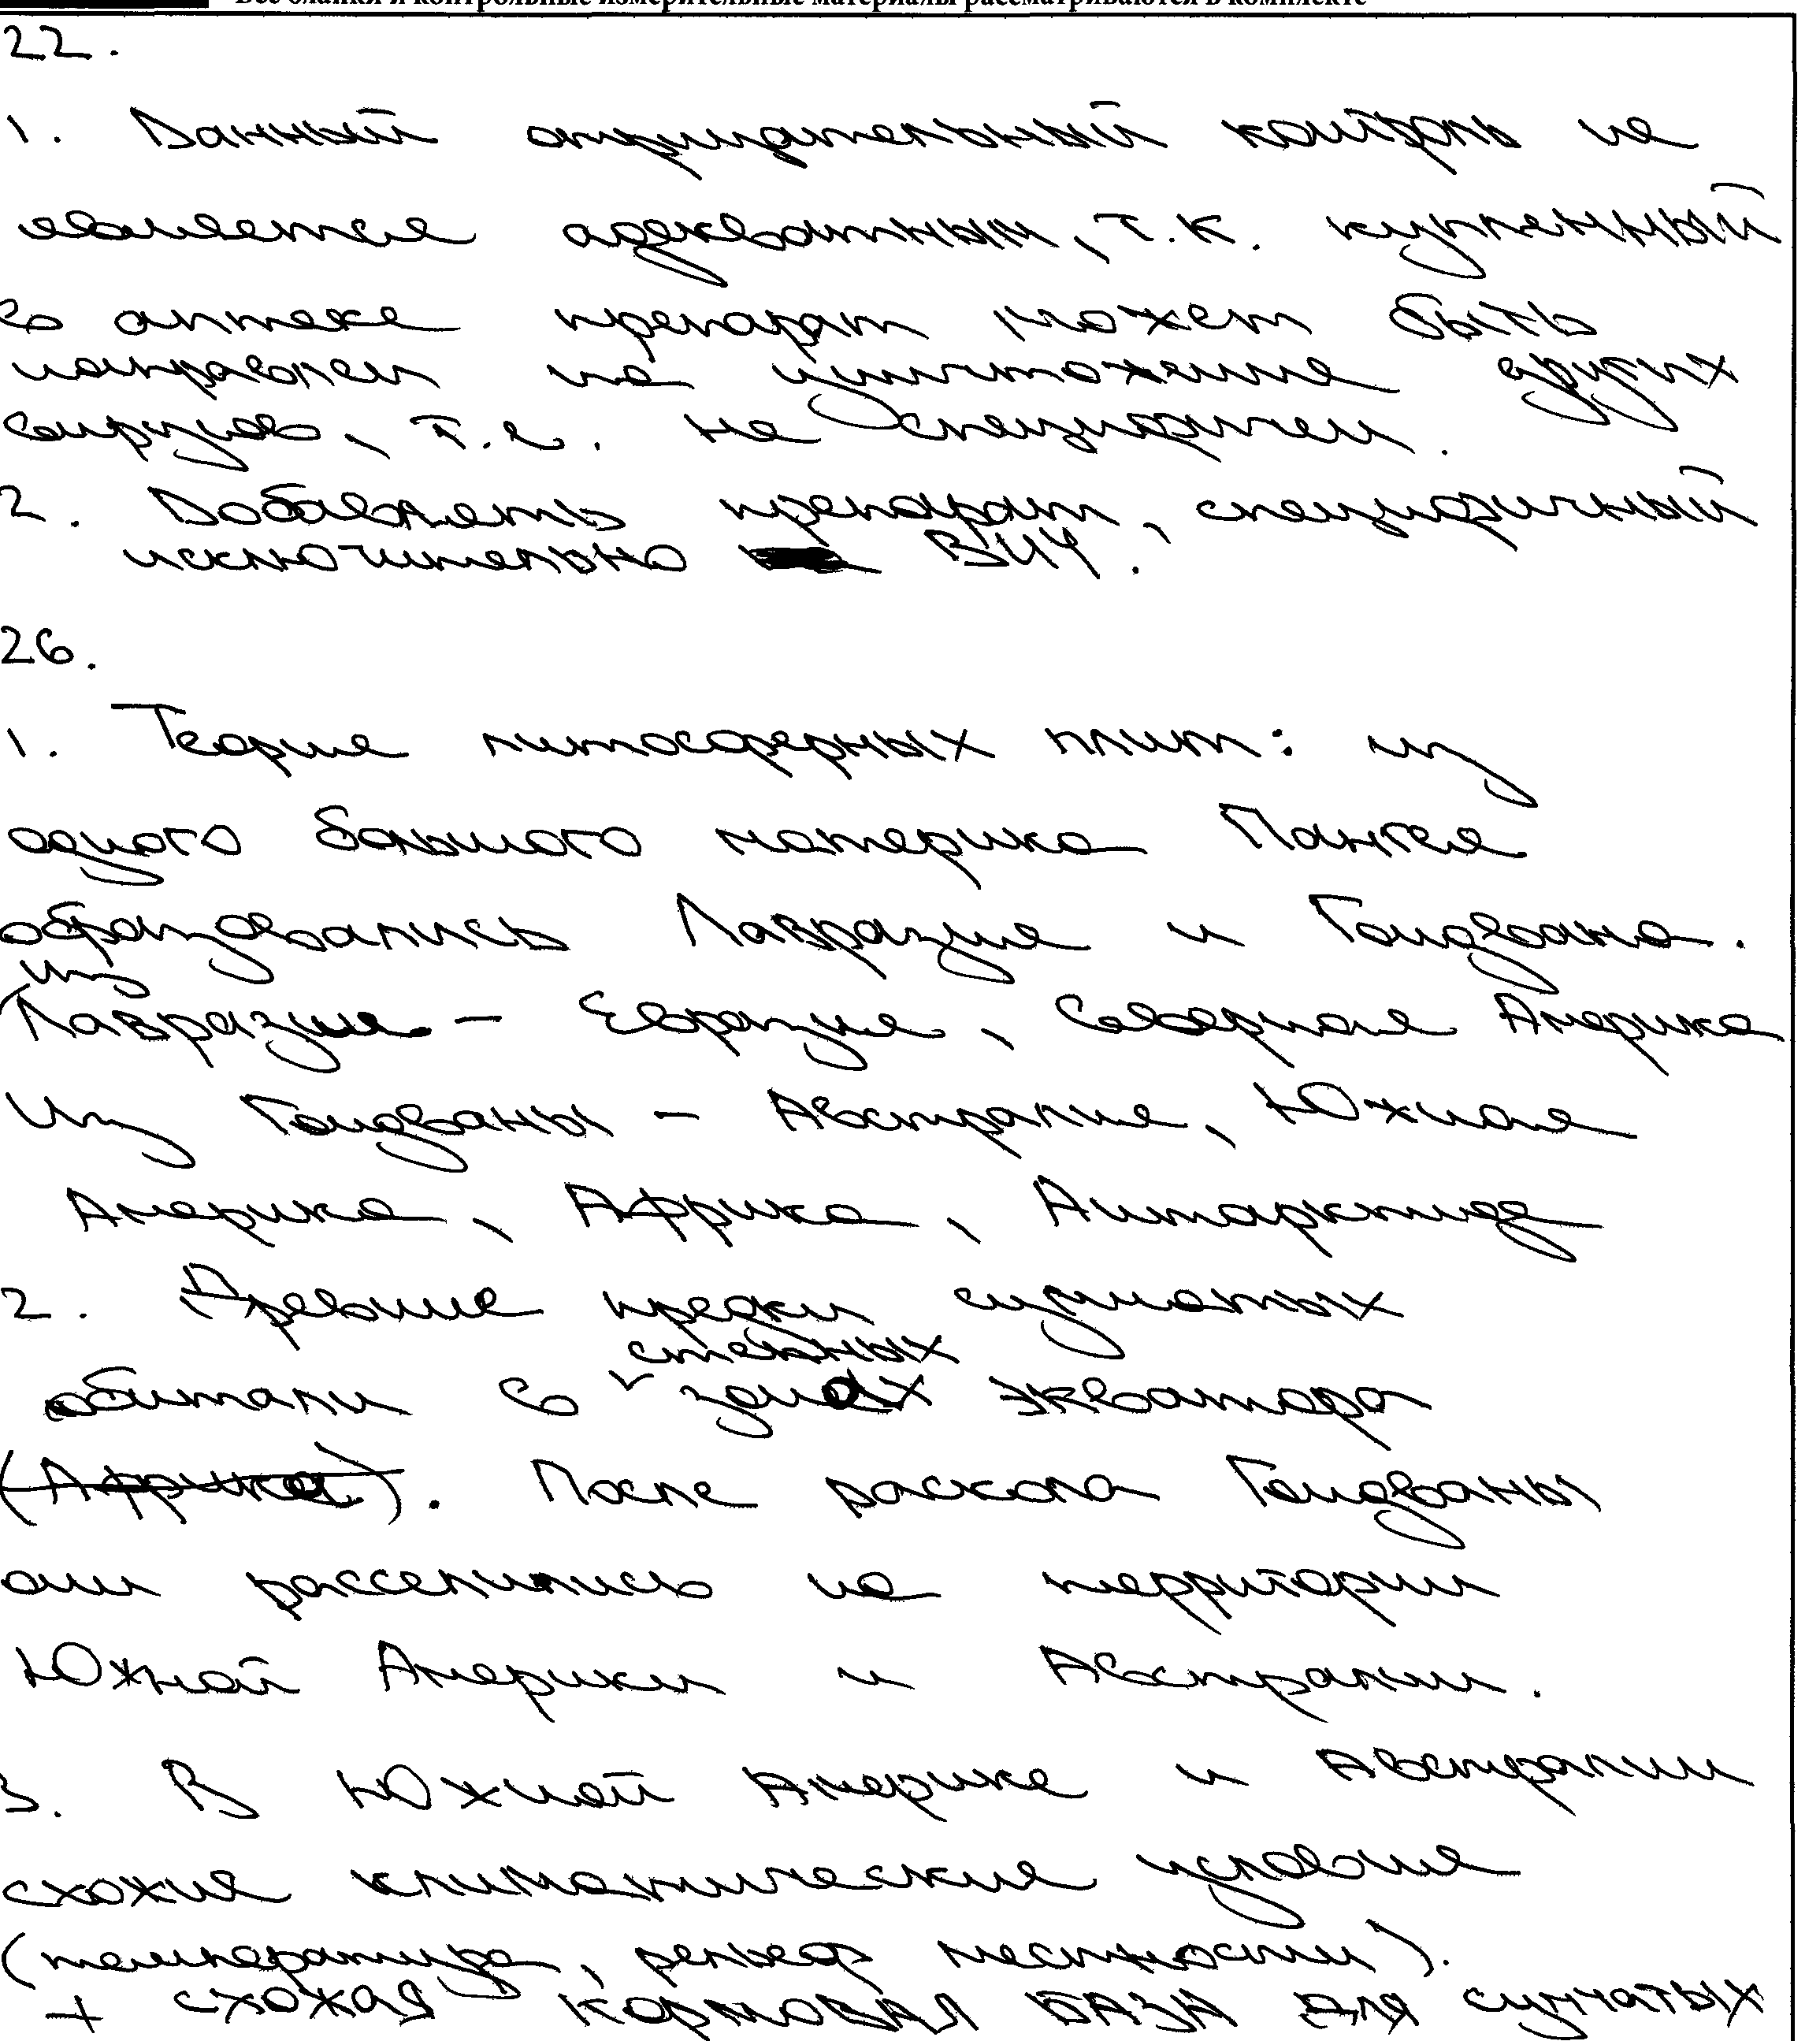 Все бланки и контрольные измерительные материалы рассматриваются в комплекте
22.
1. Данный отрицательный контроль не
является адекватным, т.к. купленный
в аптеке препарат может быть
направлен на уничтожение других
вирусов, т.е. не специфичен.
2. Добавлять препарат, специфичный
исключительно ВИЧ.
26.
1. Теория литосферных плит: из
одного большого материка Пангея
образовались Лавразия и Гондвана.
Из
Лавразии - Евразия, Северная Америка
Из Гондваны - Австралия, Южная
Америка, Африка, Антарктида
2. Древние предки сумчатых
степных
обитали в зонах экватора
(Африка). После раскола Гондваны
они расселились на территории
Южной Америки и Австралии.
3. В Южной Америке и Австралии
схожие климатические условия
(температура, рельеф местности).
+ схожая КОРМОВАЯ БАЗА ДЛЯ сумчатых